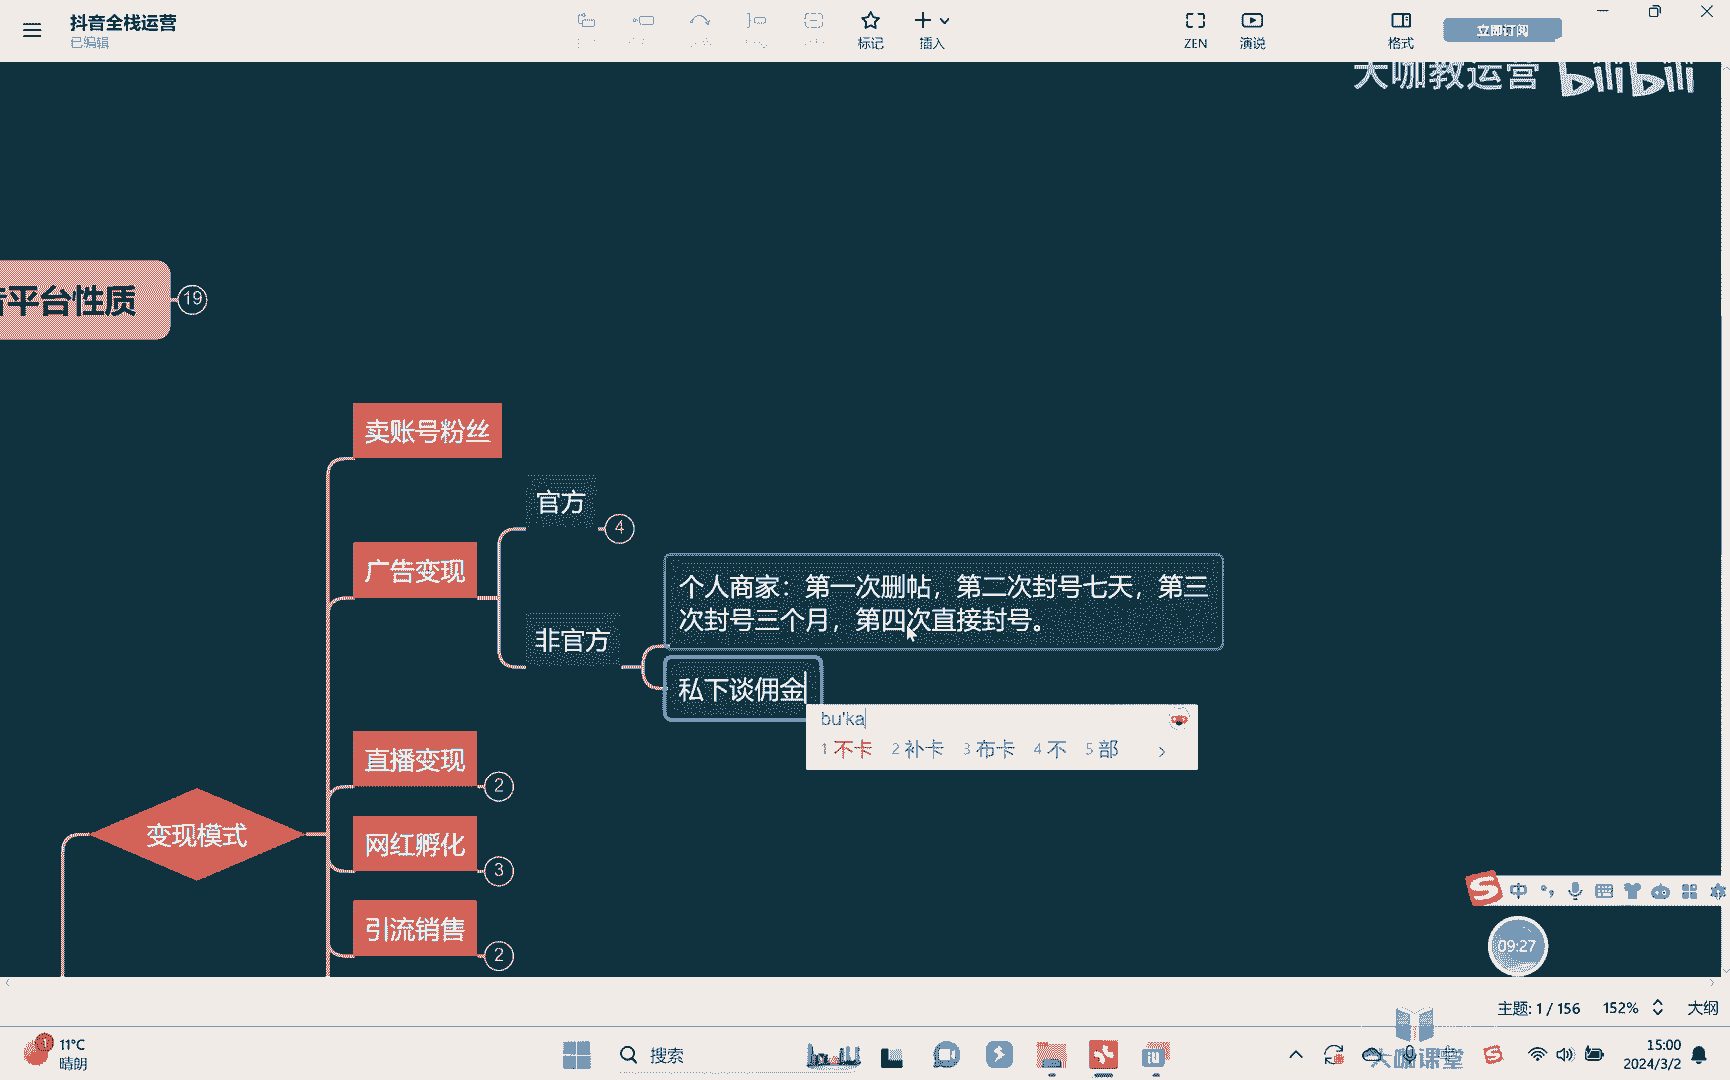 抖音全栈运营
已编辑
标记
插入
ZEN
演说
格式
立即订阅
大咖教运营 bilibili
音平台性质
19
卖账号粉丝
官方
4
广告变现
个人商家：第一次删帖，第二次封号七天，第三
次封号三个月，第四次直接封号。
非官方
私下谈佣金
bu'ka
1 不卡 2 补卡 3 布卡 4 不 5 部
直播变现
2
变现模式
网红孵化
3
引流销售
2
中
09:27
主题: 1 / 156
152%
大纲
11°C
晴朗
搜索
大咖课堂
15:00
2024/3/2